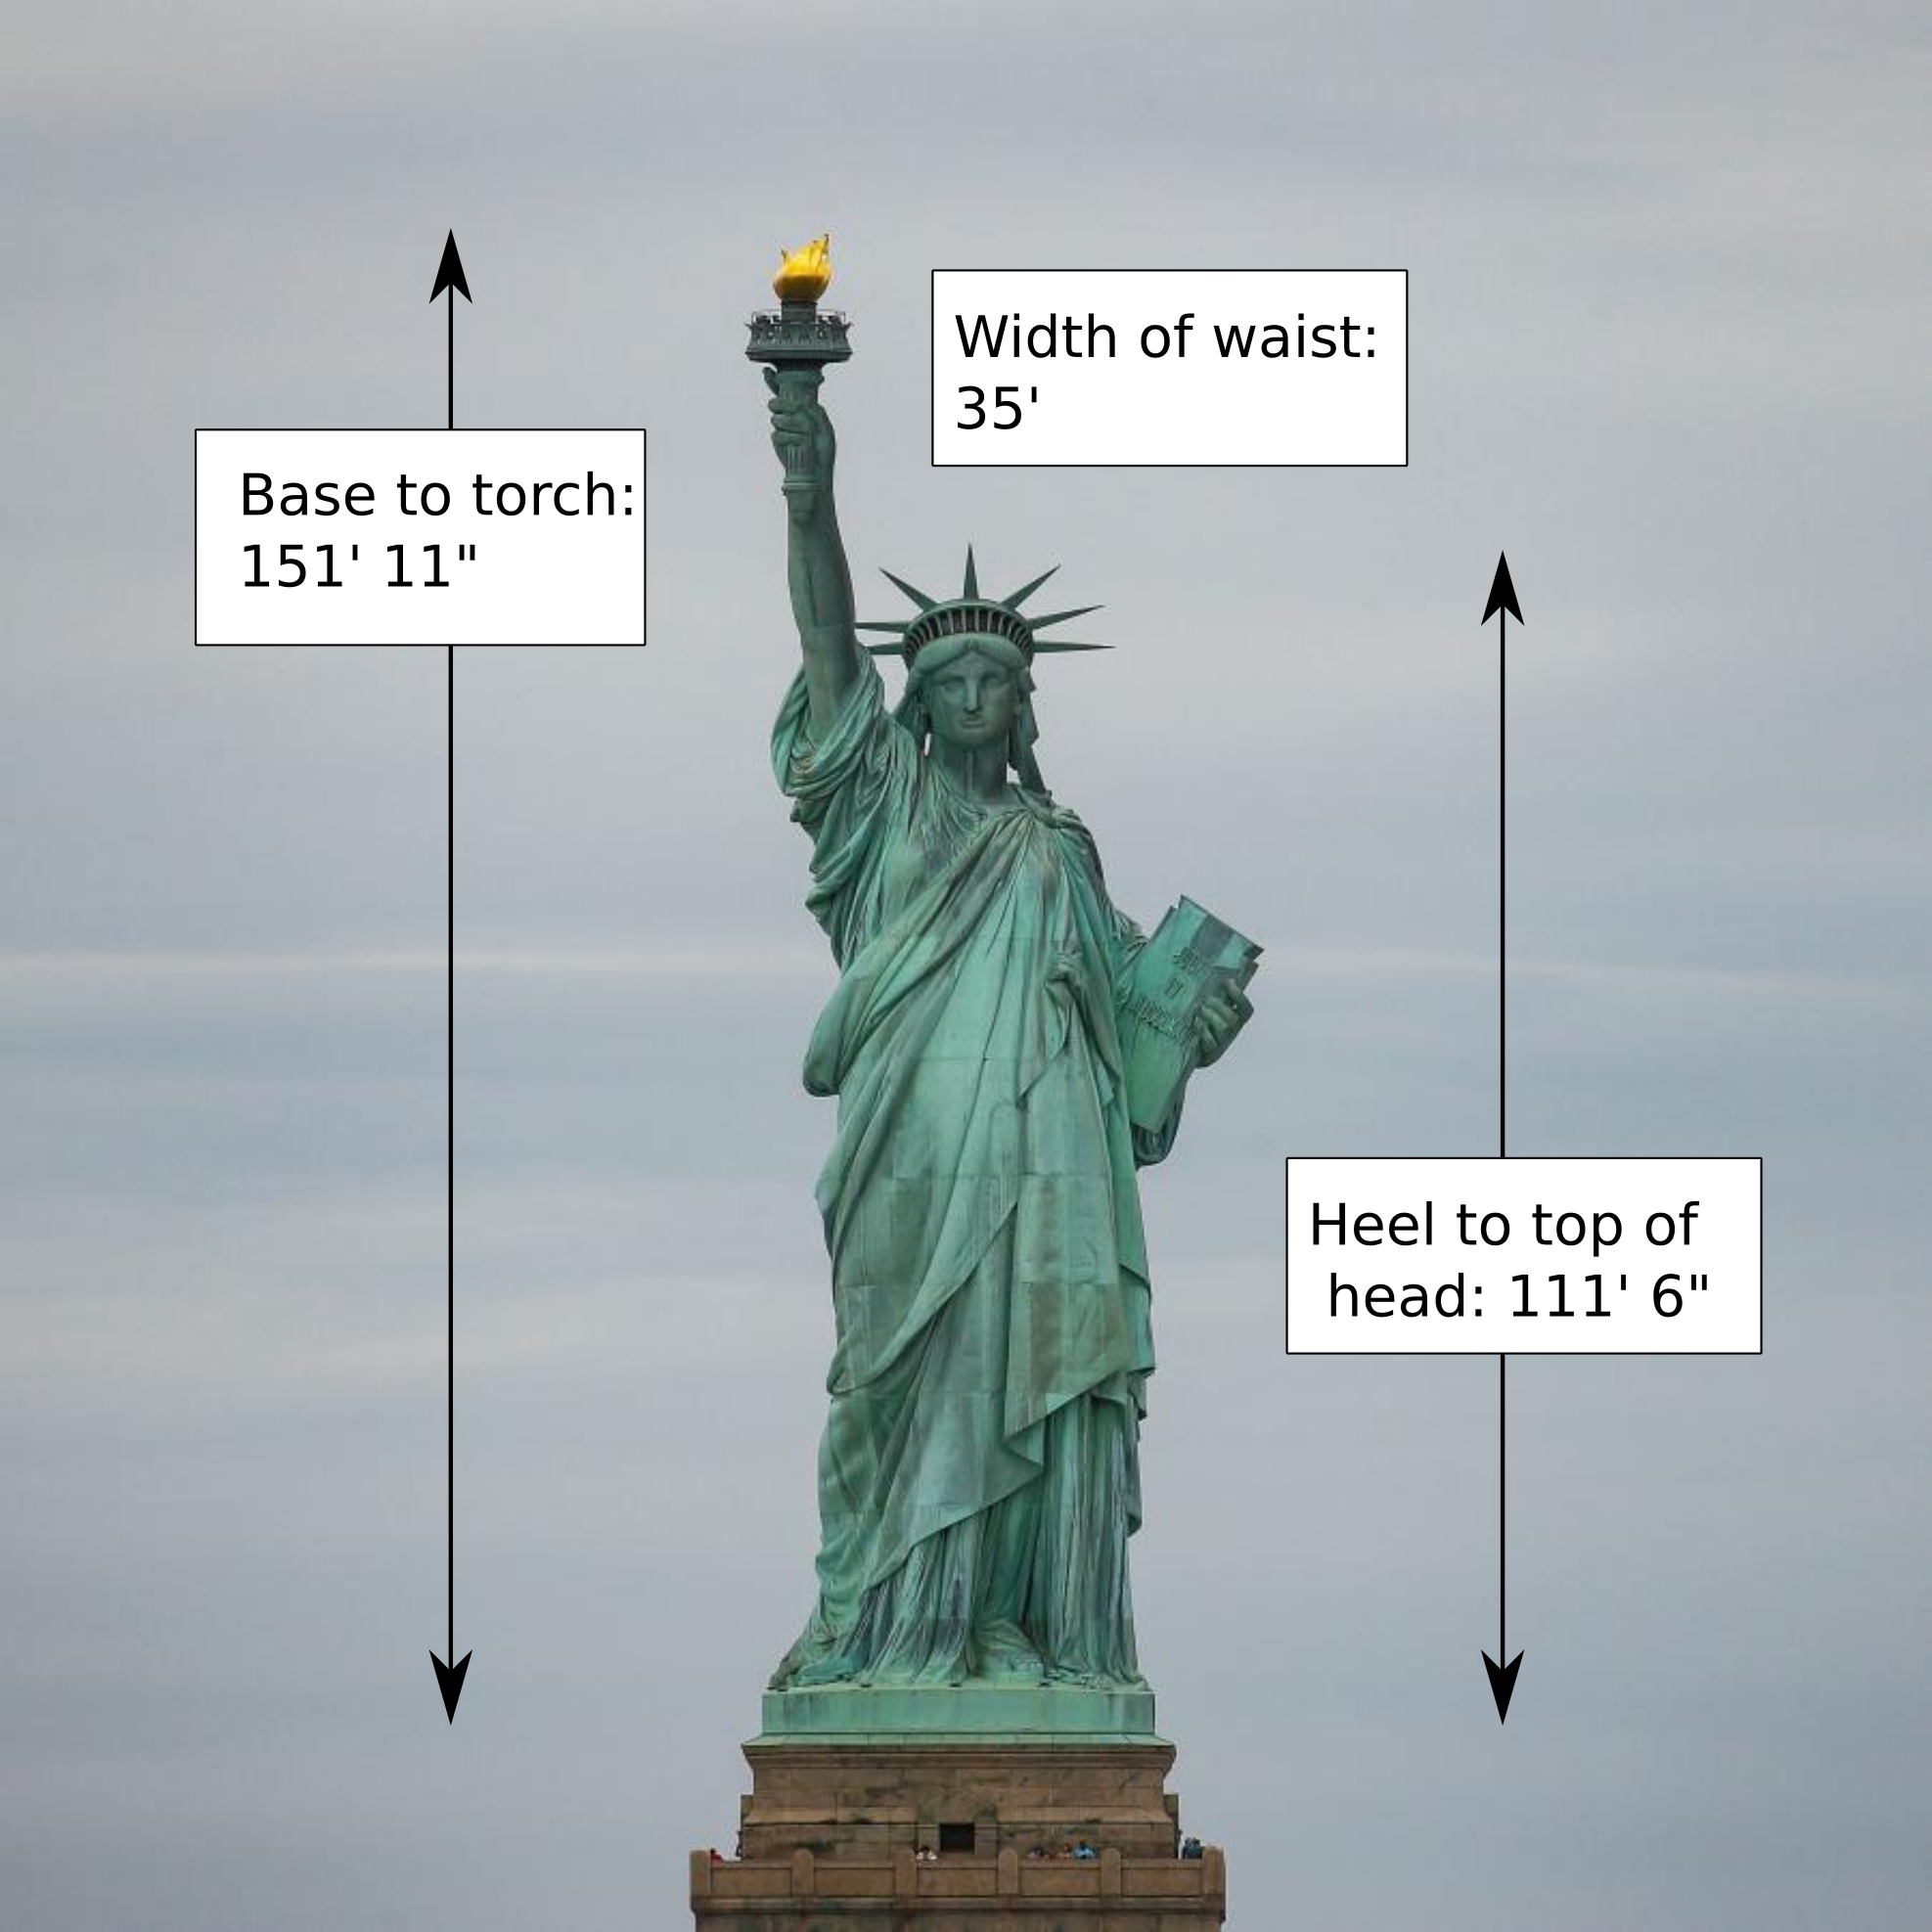 Width of waist:
35'
Base to torch:
151' 11"
Heel to top of
head: 111' 6"